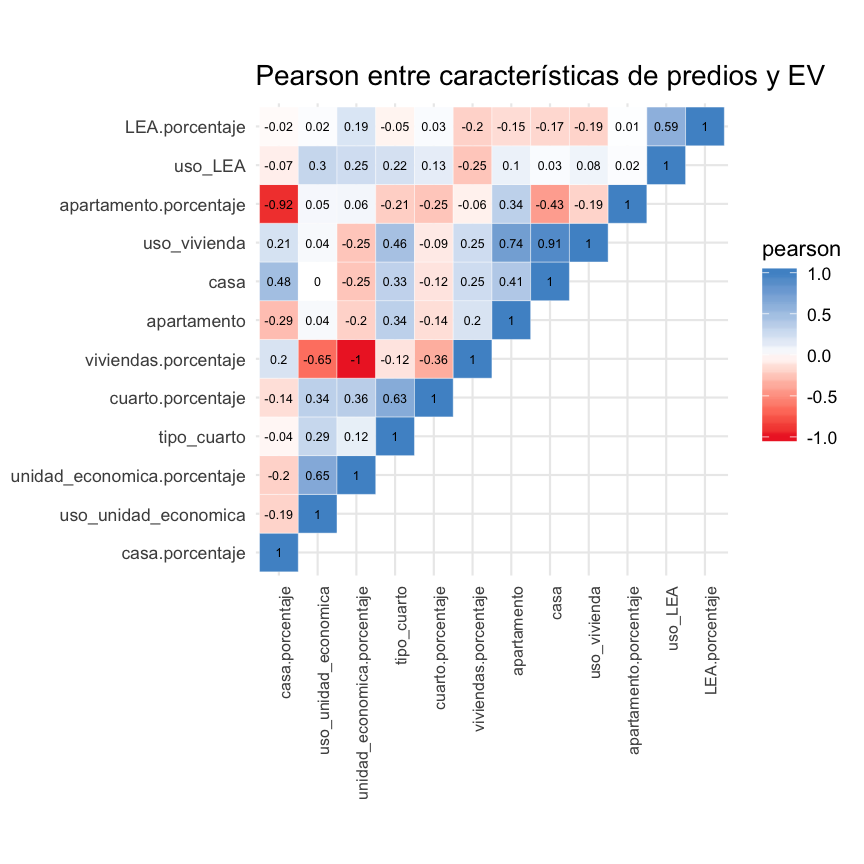 Pearson entre características de predios y EV
LEA.porcentaje -0.02 0.02 0.19 -0.05 0.03 -0.2 -0.15 -0.17 -0.19 0.01 0.59 1
uso_LEA -0.07 0.3 0.25 0.22 0.13 -0.25 0.1 0.03 0.08 0.02 1
apartamento.porcentaje -0.92 0.05 0.06 -0.21 -0.25 -0.06 0.34 -0.43 -0.19 1
uso_vivienda 0.21 0.04 -0.25 0.46 -0.09 0.25 0.74 0.91 1
casa 0.48 0 -0.25 0.33 -0.12 0.25 0.41 1
apartamento -0.29 0.04 -0.2 0.34 -0.14 0.2 1
viviendas.porcentaje 0.2 -0.65 -1 -0.12 -0.36 1
cuarto.porcentaje -0.14 0.34 0.36 0.63 1
tipo_cuarto -0.04 0.29 0.12 1
unidad_economica.porcentaje -0.2 0.65 1
uso_unidad_economica -0.19 1
casa.porcentaje 1
casa.porcentaje
uso_unidad_economica
unidad_economica.porcentaje
tipo_cuarto
cuarto.porcentaje
viviendas.porcentaje
apartamento
casa
uso_vivienda
apartamento.porcentaje
uso_LEA
LEA.porcentaje
pearson
1.0
0.5
0.0
-0.5
-1.0